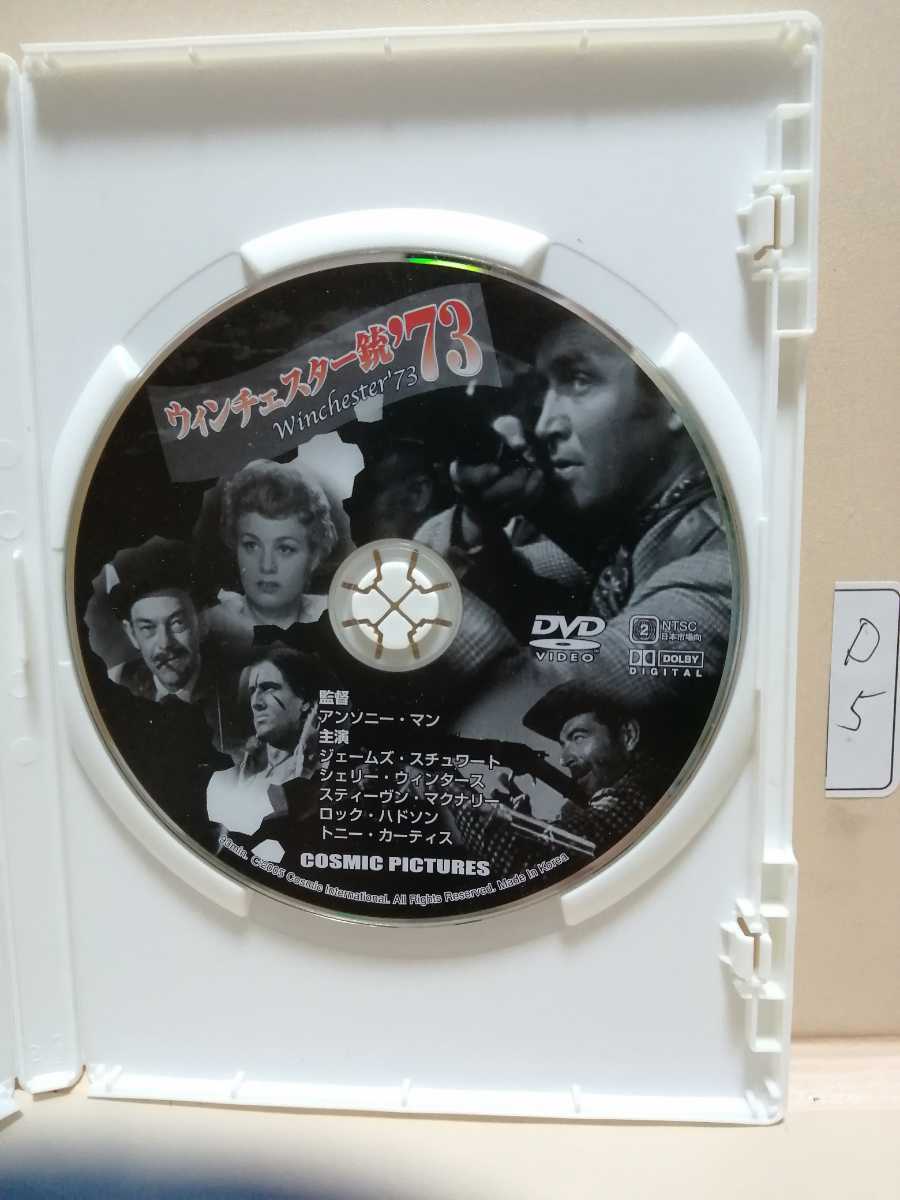 ウィンチェスター銃'73
Winchester'73
DVD
VIDEO
2
NTSC
日本市場向
DOLBY
DIGITAL
監督
アンソニー・マン
主演
ジェームズ・スチュワート
シェリー・ウィンタース
スティーヴン・マクナリー
ロック・ハドソン
トニー・カーティス
COSMIC PICTURES
©2005 Cosmic International. All Rights Reserved. Made in Korea
D
5